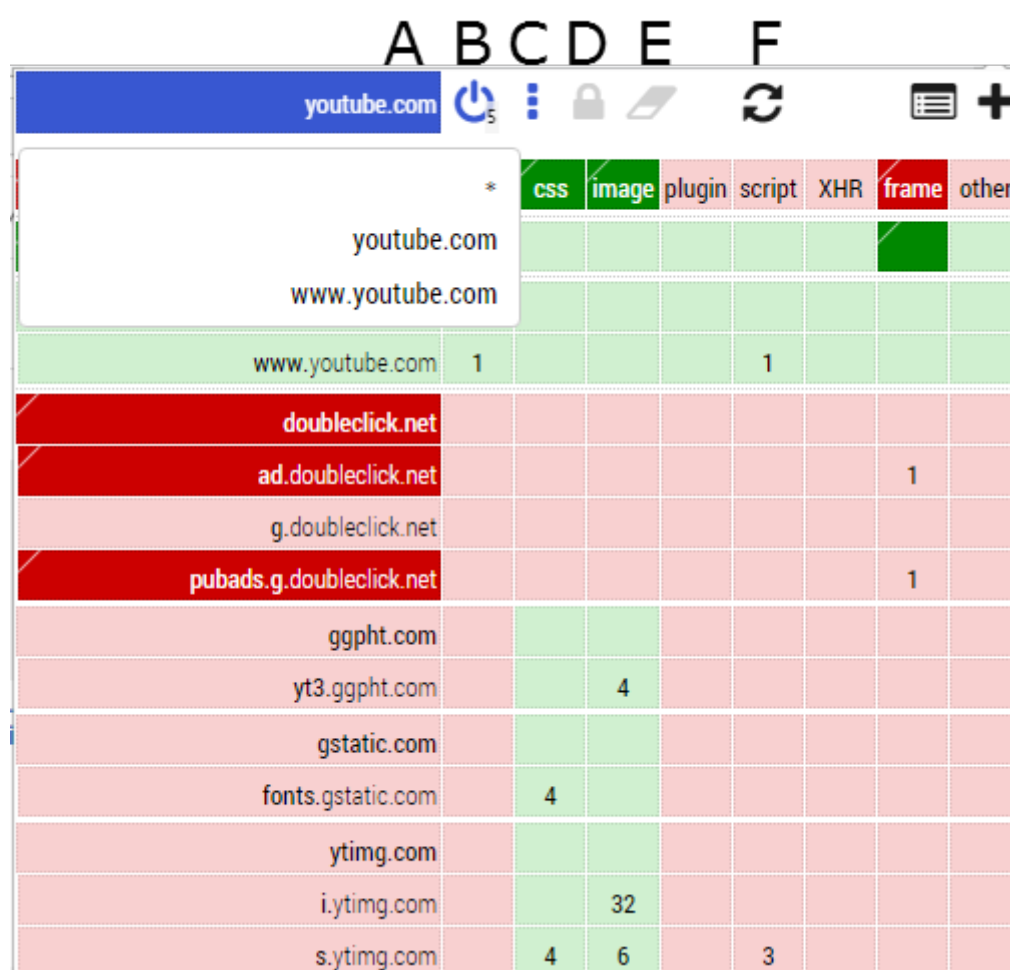 A B C D E F
youtube.com 5
* css image plugin script XHR frame other
youtube.com
www.youtube.com
www.youtube.com 1 1
doubleclick.net
ad.doubleclick.net 1
g.doubleclick.net
pubads.g.doubleclick.net 1
ggpht.com
yt3.ggpht.com 4
gstatic.com
fonts.gstatic.com 4
ytimg.com
i.ytimg.com 32
s.ytimg.com 4 6 3